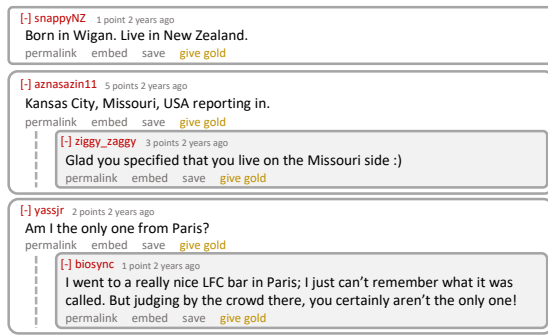 [-] snappyNZ 1 point 2 years ago
Born in Wigan. Live in New Zealand.
permalink embed save give gold
[-] aznasazin11 5 points 2 years ago
Kansas City, Missouri, USA reporting in.
permalink embed save give gold
[-] ziggy_zaggy 3 points 2 years ago
Glad you specified that you live on the Missouri side :)
permalink embed save give gold
[-] yassjr 2 points 2 years ago
Am I the only one from Paris?
permalink embed save give gold
[-] biosync 1 point 2 years ago
I went to a really nice LFC bar in Paris; I just can’t remember what it was
called. But judging by the crowd there, you certainly aren’t the only one!
permalink embed save give gold